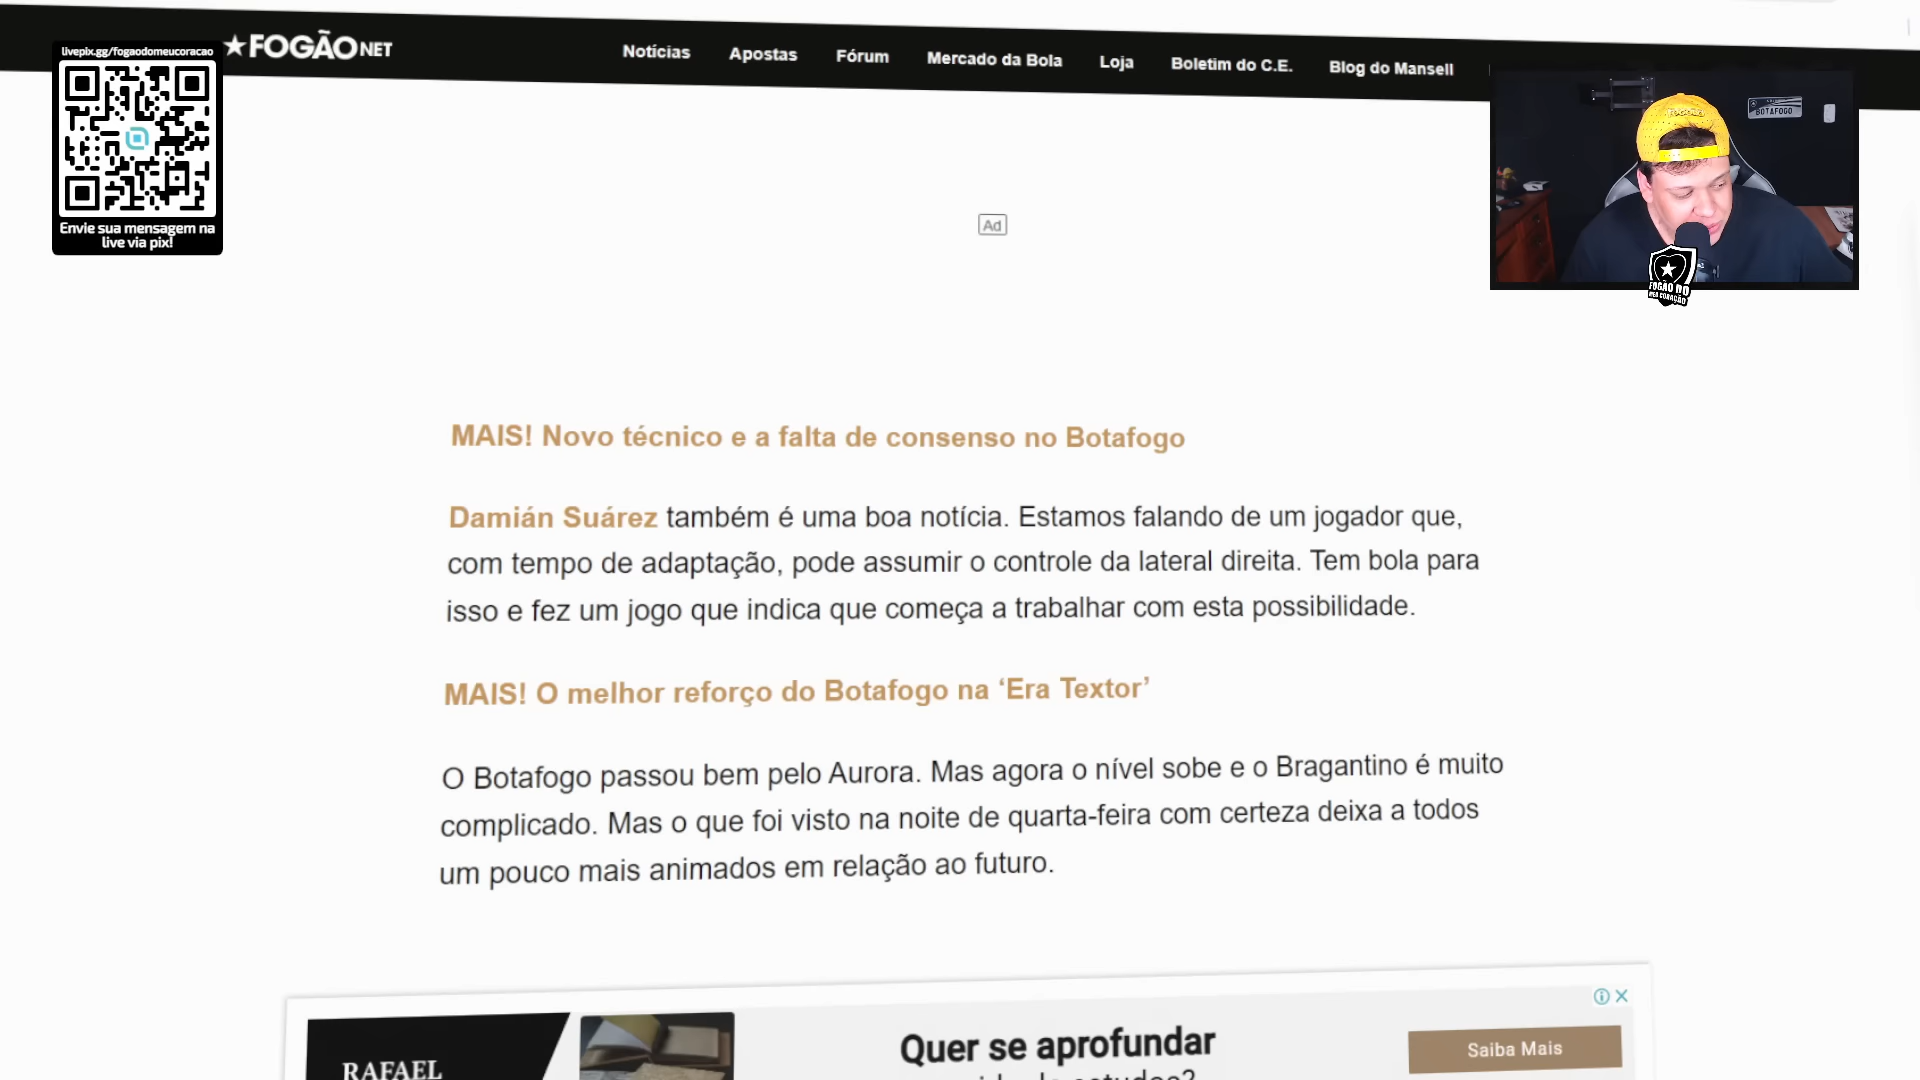 livepix.gg/fogaodomeucoracao
FOGÃO NET
Notícias
Apostas
Fórum
Mercado da Bola
Loja
Boletim do C.E.
Blog do Mansell
BOTAFOGO
Envie sua mensagem na
live via pix!
Ad
FOGÃO DO
MEU CORAÇÃO
MAIS! Novo técnico e a falta de consenso no Botafogo
Damián Suárez também é uma boa notícia. Estamos falando de um jogador que,
com tempo de adaptação, pode assumir o controle da lateral direita. Tem bola para
isso e fez um jogo que indica que começa a trabalhar com esta possibilidade.
MAIS! O melhor reforço do Botafogo na ‘Era Textor’
O Botafogo passou bem pelo Aurora. Mas agora o nível sobe e o Bragantino é muito
complicado. Mas o que foi visto na noite de quarta-feira com certeza deixa a todos
um pouco mais animados em relação ao futuro.
RAFAEL
Quer se aprofundar
Saiba Mais